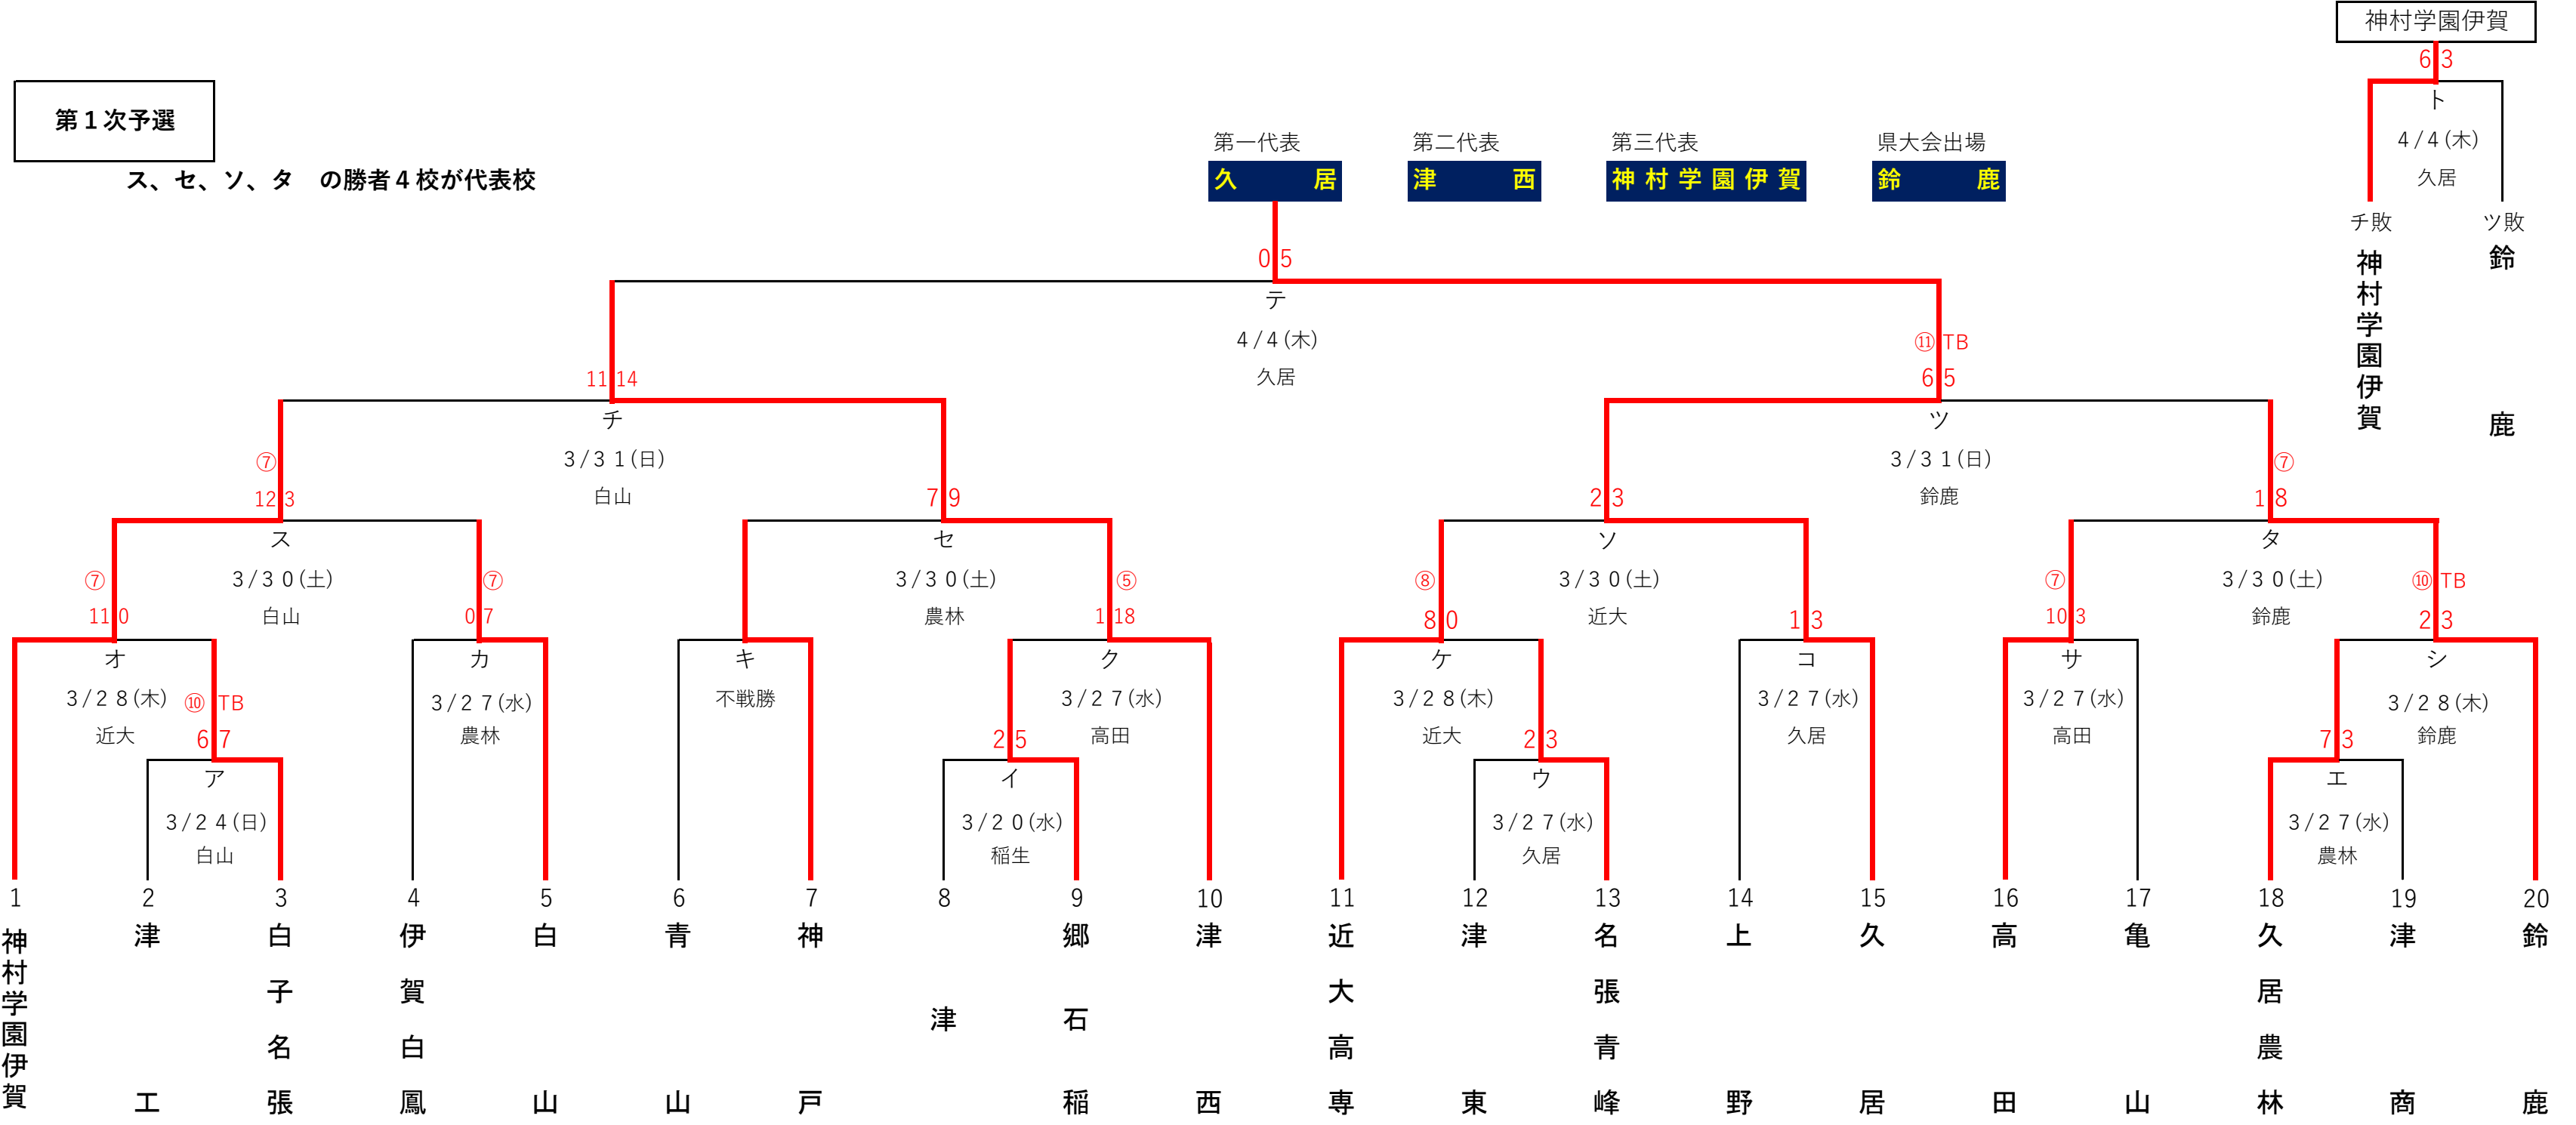 神村学園伊賀
6 3
ト
4/4(木)
久居
チ敗
ツ敗
神村学園伊賀
鈴鹿
第1次予選
ス、セ、ソ、タ　の勝者4校が代表校
第一代表
第二代表
第三代表
県大会出場
久居
津西
神村学園伊賀
鈴鹿
0 5
テ
4/4(木)
久居
11 14
チ
3/31(日)
白山
⑪ TB
6 5
ツ
3/31(日)
鈴鹿
⑦
12 3
ス
3/30(土)
白山
7 9
セ
3/30(土)
農林
2 3
ソ
3/30(土)
近大
⑦
1 8
タ
3/30(土)
鈴鹿
⑦
11 0
オ
3/28(木)
近大
⑦
0 7
カ
3/27(水)
農林
キ
不戦勝
⑤
1 18
ク
3/27(水)
高田
⑧
8 0
ケ
3/28(木)
近大
1 3
コ
3/27(水)
久居
⑦
10 3
サ
3/27(水)
高田
⑩ TB
2 3
シ
3/28(木)
鈴鹿
⑩ TB
6 7
ア
3/24(日)
白山
2 5
イ
3/20(水)
稲生
2 3
ウ
3/27(水)
久居
7 3
エ
3/27(水)
農林
1 2 3 4 5 6 7 8 9 10 11 12 13 14 15 16 17 18 19 20
神村学園伊賀
津工
白子名張
伊賀白鳳
白山
青山
神戸
津
郷石稲
津西
近大高専
津東
名張青峰
上野
久居
高田
亀山
久居農林
津商
鈴鹿